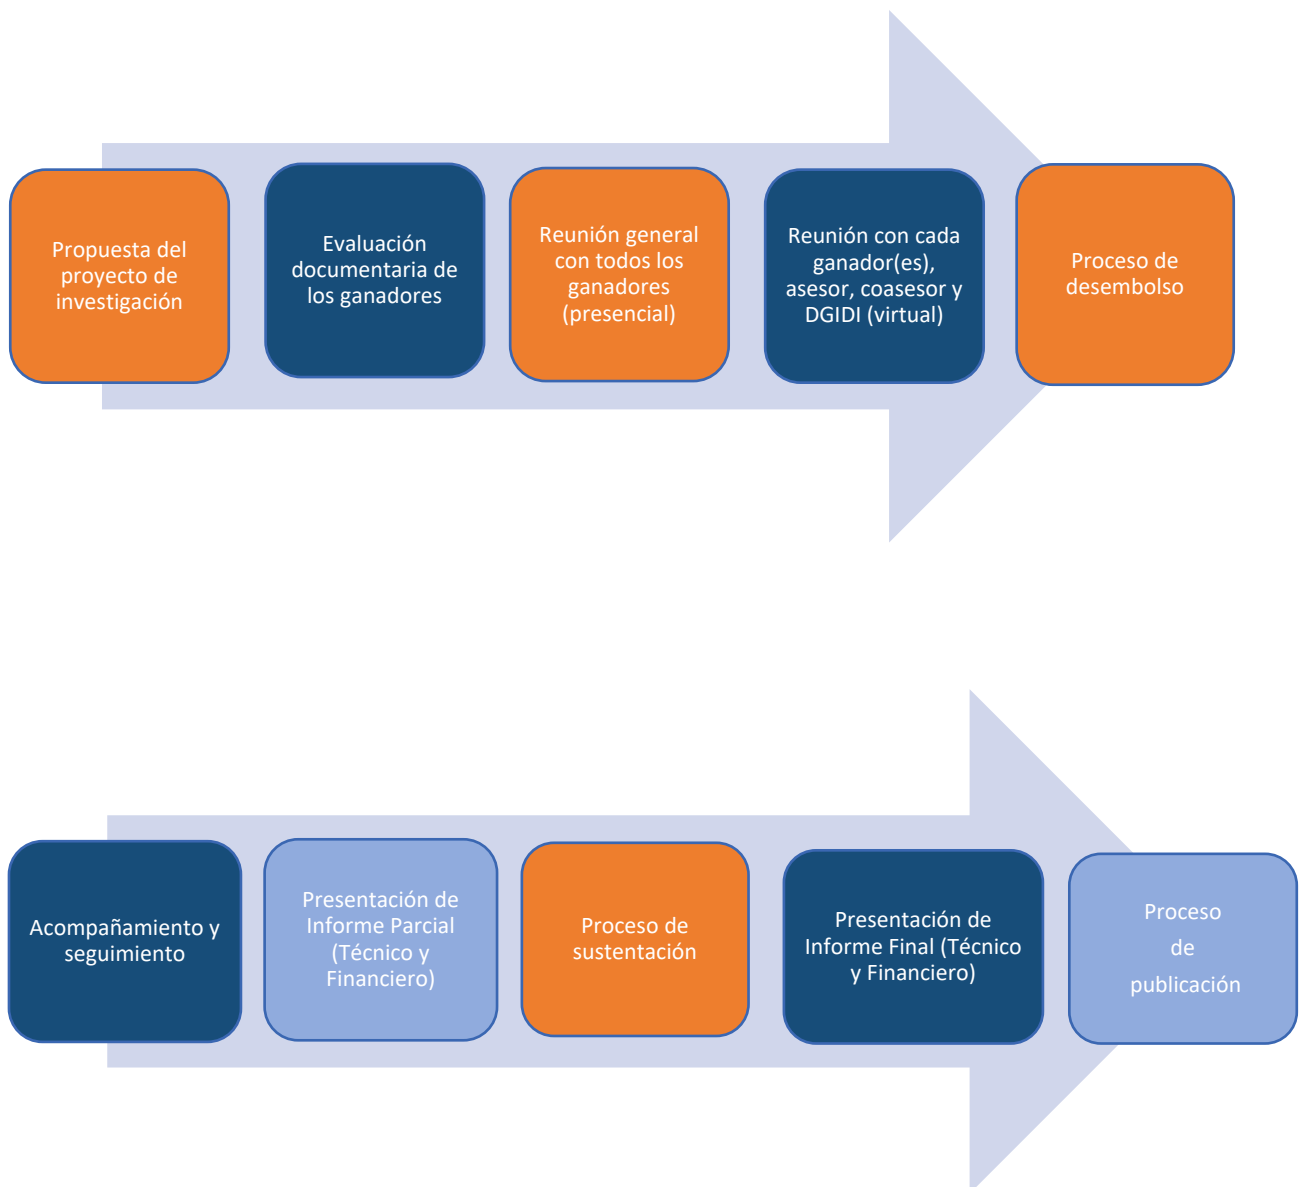 Propuesta del
proyecto de
investigación
Evaluación
documentaria de
los ganadores
Reunión general
con todos los
ganadores
(presencial)
Reunión con cada
ganador(es),
asesor, coasesor y
DGIDI (virtual)
Proceso de
desembolso
Acompañamiento y
seguimiento
Presentación de
Informe Parcial
(Técnico y
Financiero)
Proceso de
sustentación
Presentación de
Informe Final (Técnico
y Financiero)
Proceso
de
publicación